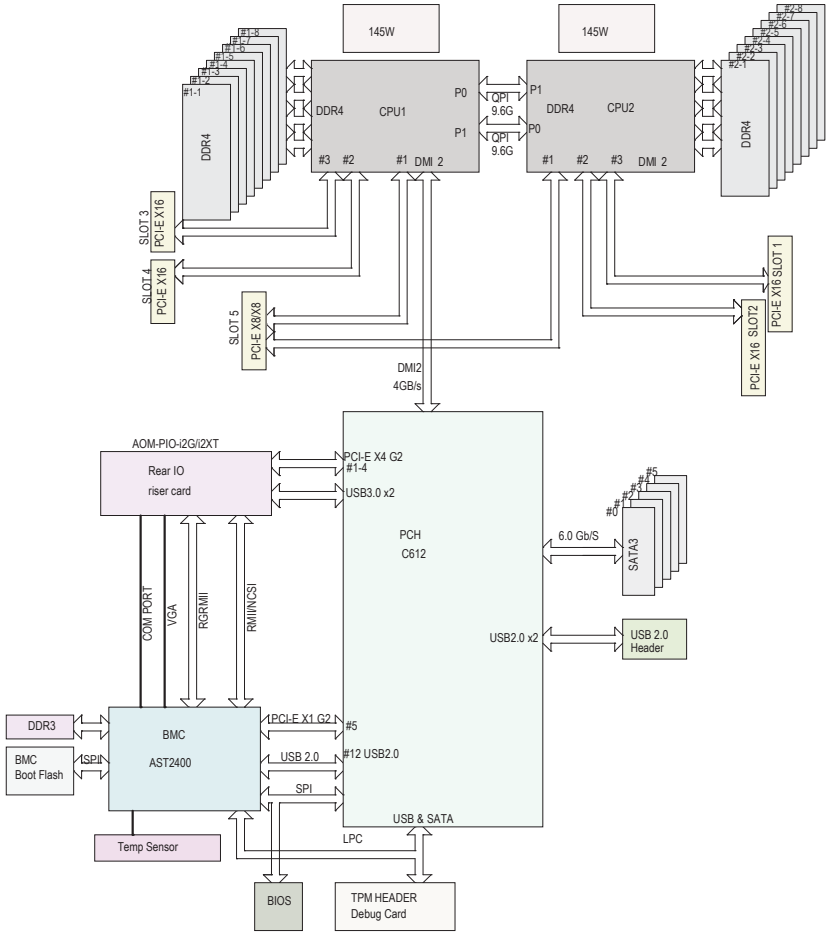 145W
145W
#1-8
#1-7
#1-6
#1-5
#1-4
#1-3
#1-2
#1-1
DDR4
#2-8
#2-7
#2-6
#2-5
#2-4
#2-3
#2-2
#2-1
DDR4
DDR4
CPU1
P0
P1
#3
#2
#1
DMI 2
QPI
9.6G
QPI
9.6G
P1
P0
DDR4
CPU2
#1
#2
#3
DMI 2
SLOT 3
PCI-E X16
SLOT 4
PCI-E X16
SLOT 5
PCI-E X8/X8
PCI-E X16 SLOT 1
PCI-E X16 SLOT2
DMI2
4GB/s
AOM-PIO-i2G/i2XT
Rear IO
riser card
PCI-E X4 G2
#1-4
USB3.0 x2
PCH
C612
6.0 Gb/S
#5
#4
#3
#2
#1
#0
SATA3
USB2.0 x2
USB 2.0
Header
COM PORT
VGA
RGRMII
RMII/NCSI
DDR3
BMC
Boot Flash
SPI
BMC
AST2400
PCI-E X1 G2
#5
USB 2.0
#12 USB2.0
SPI
USB & SATA
LPC
Temp Sensor
BIOS
TPM HEADER
Debug Card